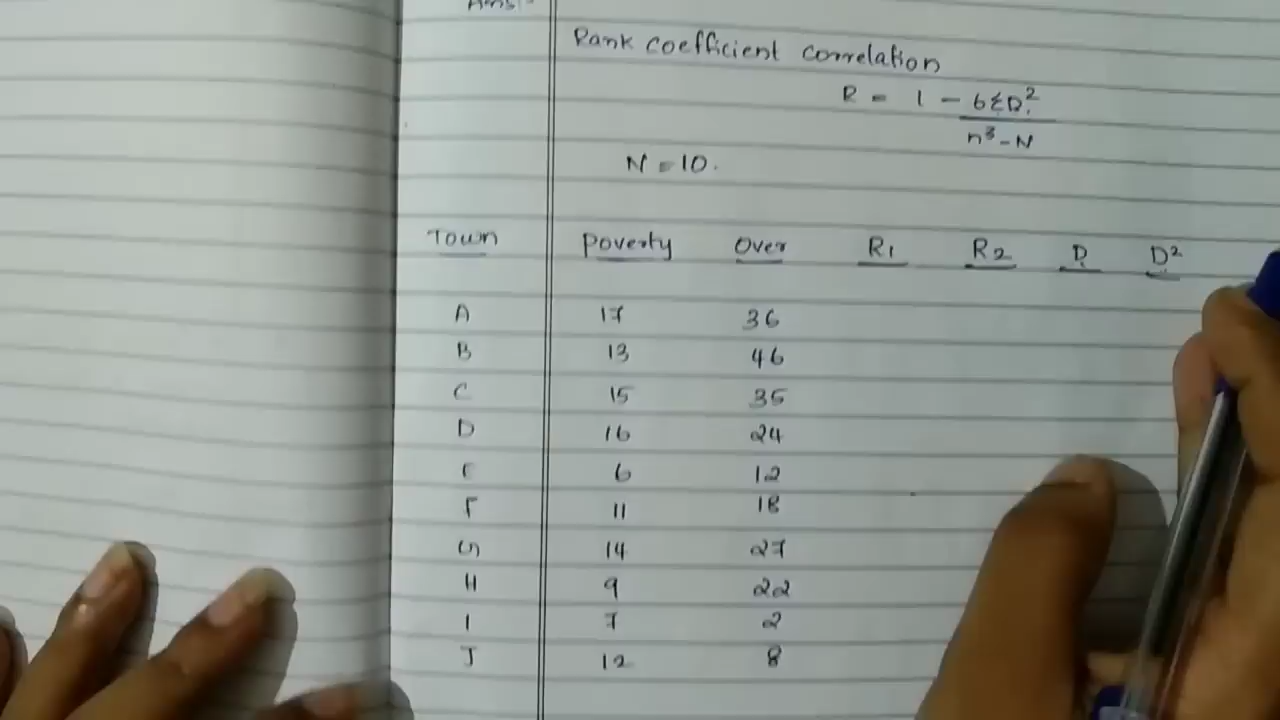 Ans:-
Rank coefficient correlation
R = 1 - 6ΣD²
n³-N
N = 10.
Town Poverty Over R1 R2 D D²
A 17 36
B 13 46
C 15 35
D 16 24
E 6 12
F 11 18
G 14 27
H 9 22
I 7 2
J 12 8